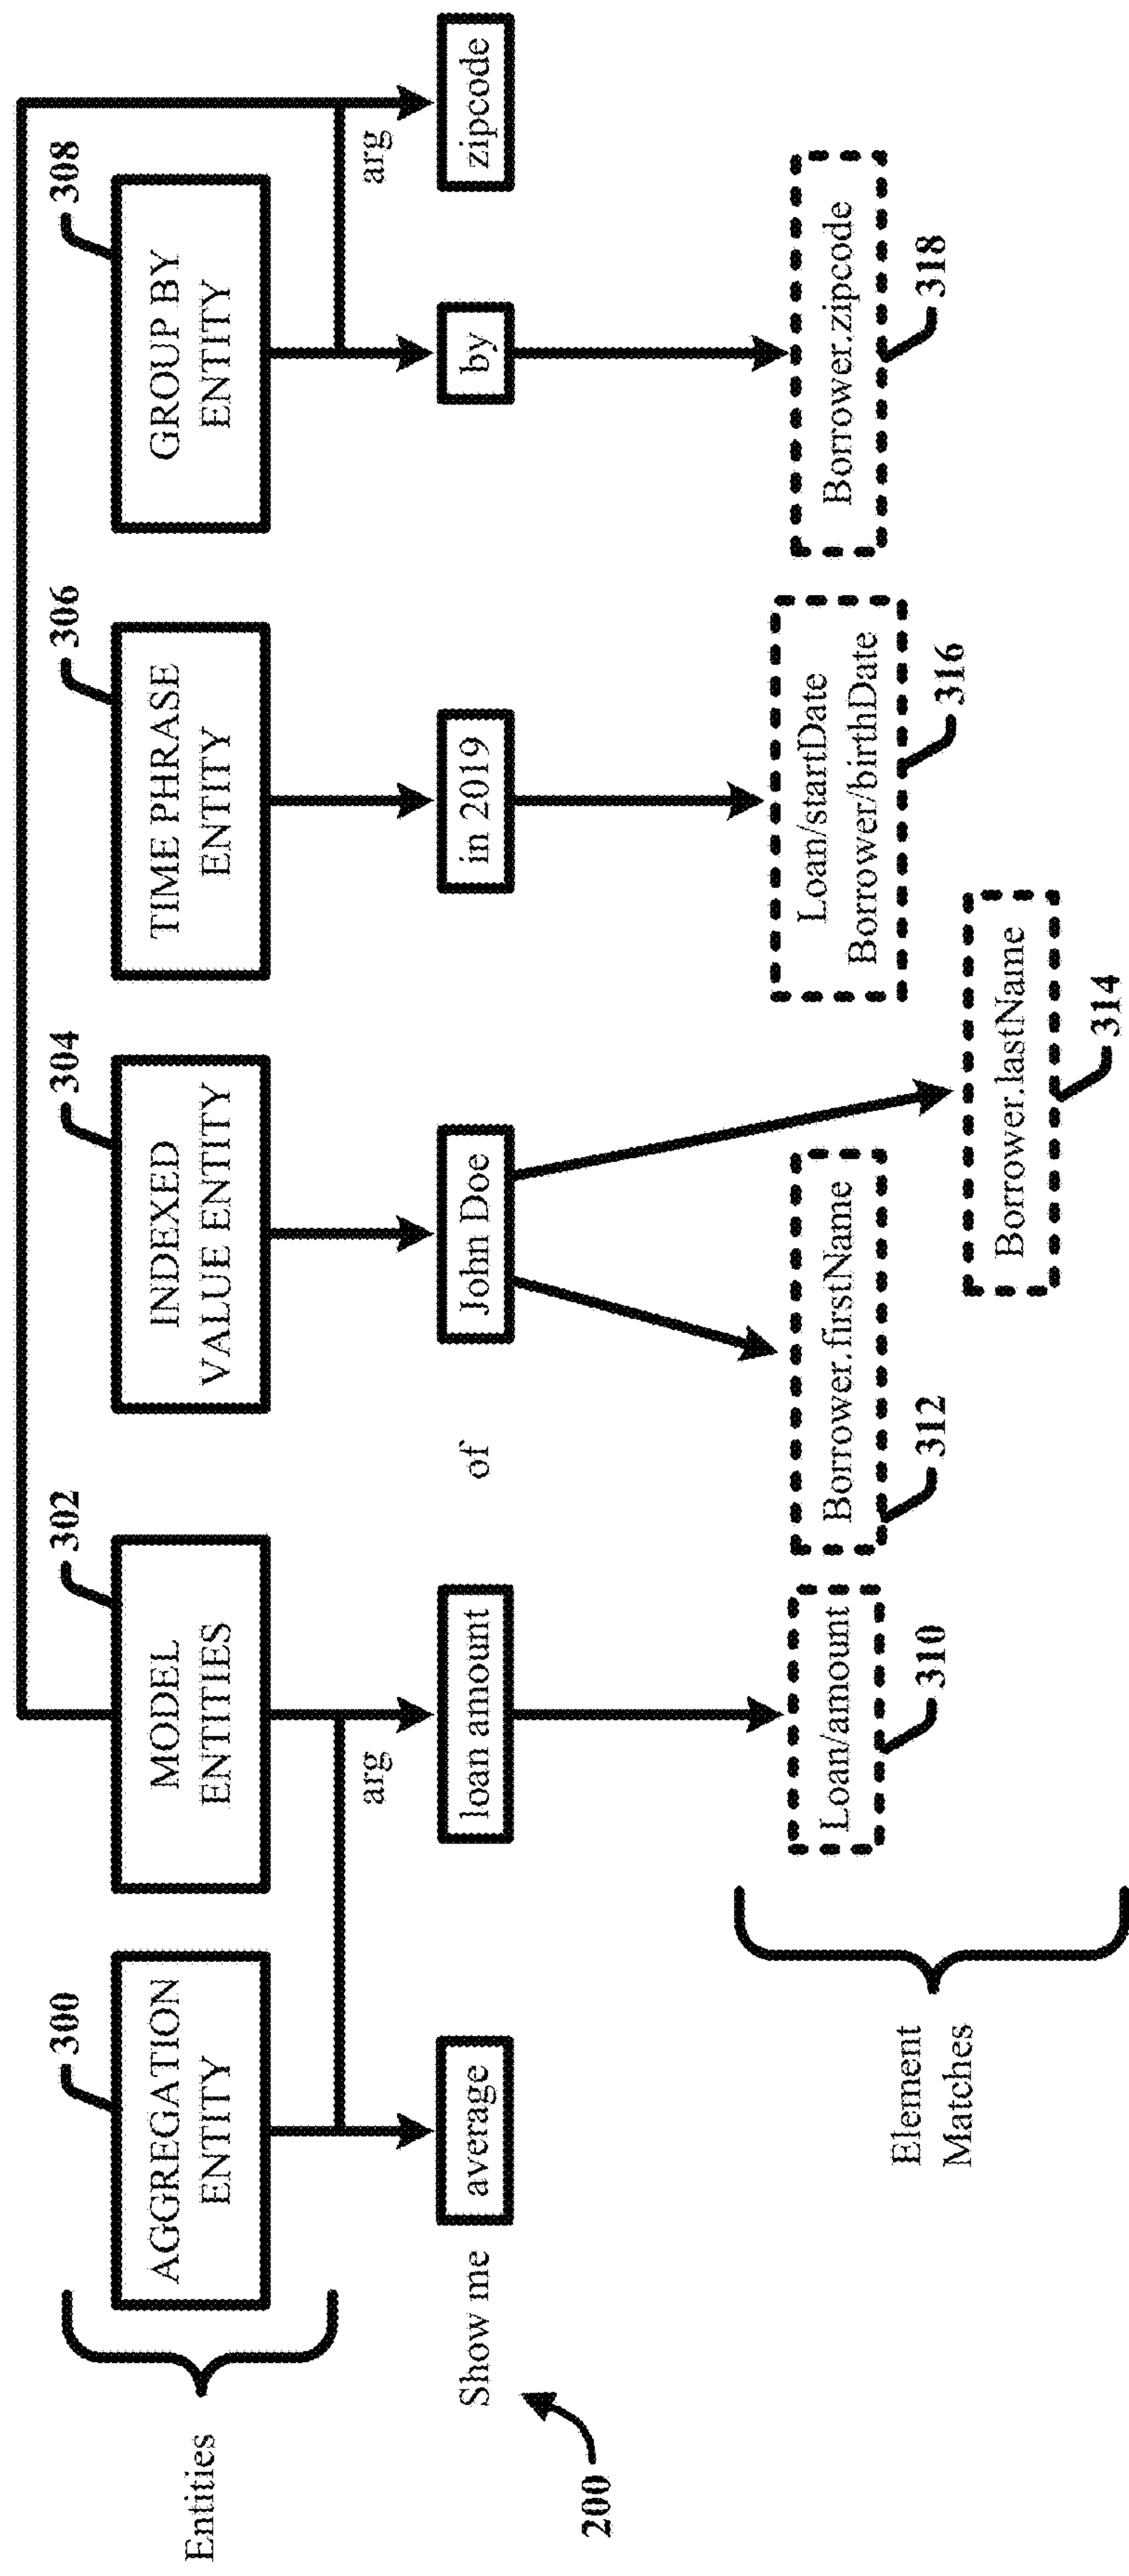 Entities
300
302
304
306
308
AGGREGATION
ENTITY
MODEL
ENTITIES
INDEXED
VALUE ENTITY
TIME PHRASE
ENTITY
GROUP BY
ENTITY
arg
arg
Show me
average
loan amount
of
John Doe
in 2019
by
zipcode
200
Element
Matches
Loan/amount
310
Borrower.firstName
312
Borrower.lastName
314
Loan/startDate
Borrower/birthDate
316
Borrower.zipcode
318